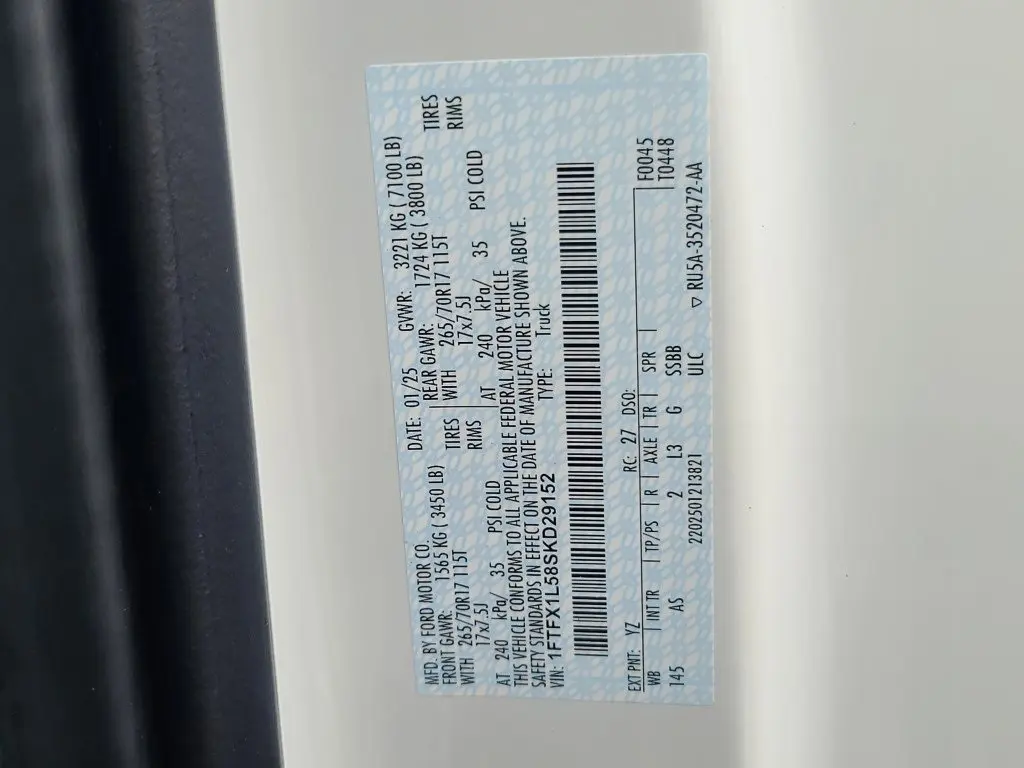 MFD. BY FORD MOTOR CO. DATE: 01/25 GVWR: 3221 KG ( 7100 LB)
FRONT GAWR: 1565 KG ( 3450 LB) REAR GAWR: 1724 KG ( 3800 LB)
WITH 265/70R17 115T TIRES WITH 265/70R17 115T TIRES
17x7.5J RIMS 17x7.5J RIMS
AT 240 kPa/ 35 PSI COLD AT 240 kPa/ 35 PSI COLD
THIS VEHICLE CONFORMS TO ALL APPLICABLE FEDERAL MOTOR VEHICLE
SAFETY STANDARDS IN EFFECT ON THE DATE OF MANUFACTURE SHOWN ABOVE.
VIN: 1FTFX1L58SKD29152 TYPE: Truck
EXT PNT: YZ RC: 27 DSO:
WB INT TR TP/PS R AXLE TR SPR F0045
145 AS 2 L3 G SSBB T0448
2202501213821 ULC ▽ RU5A-3520472-AA